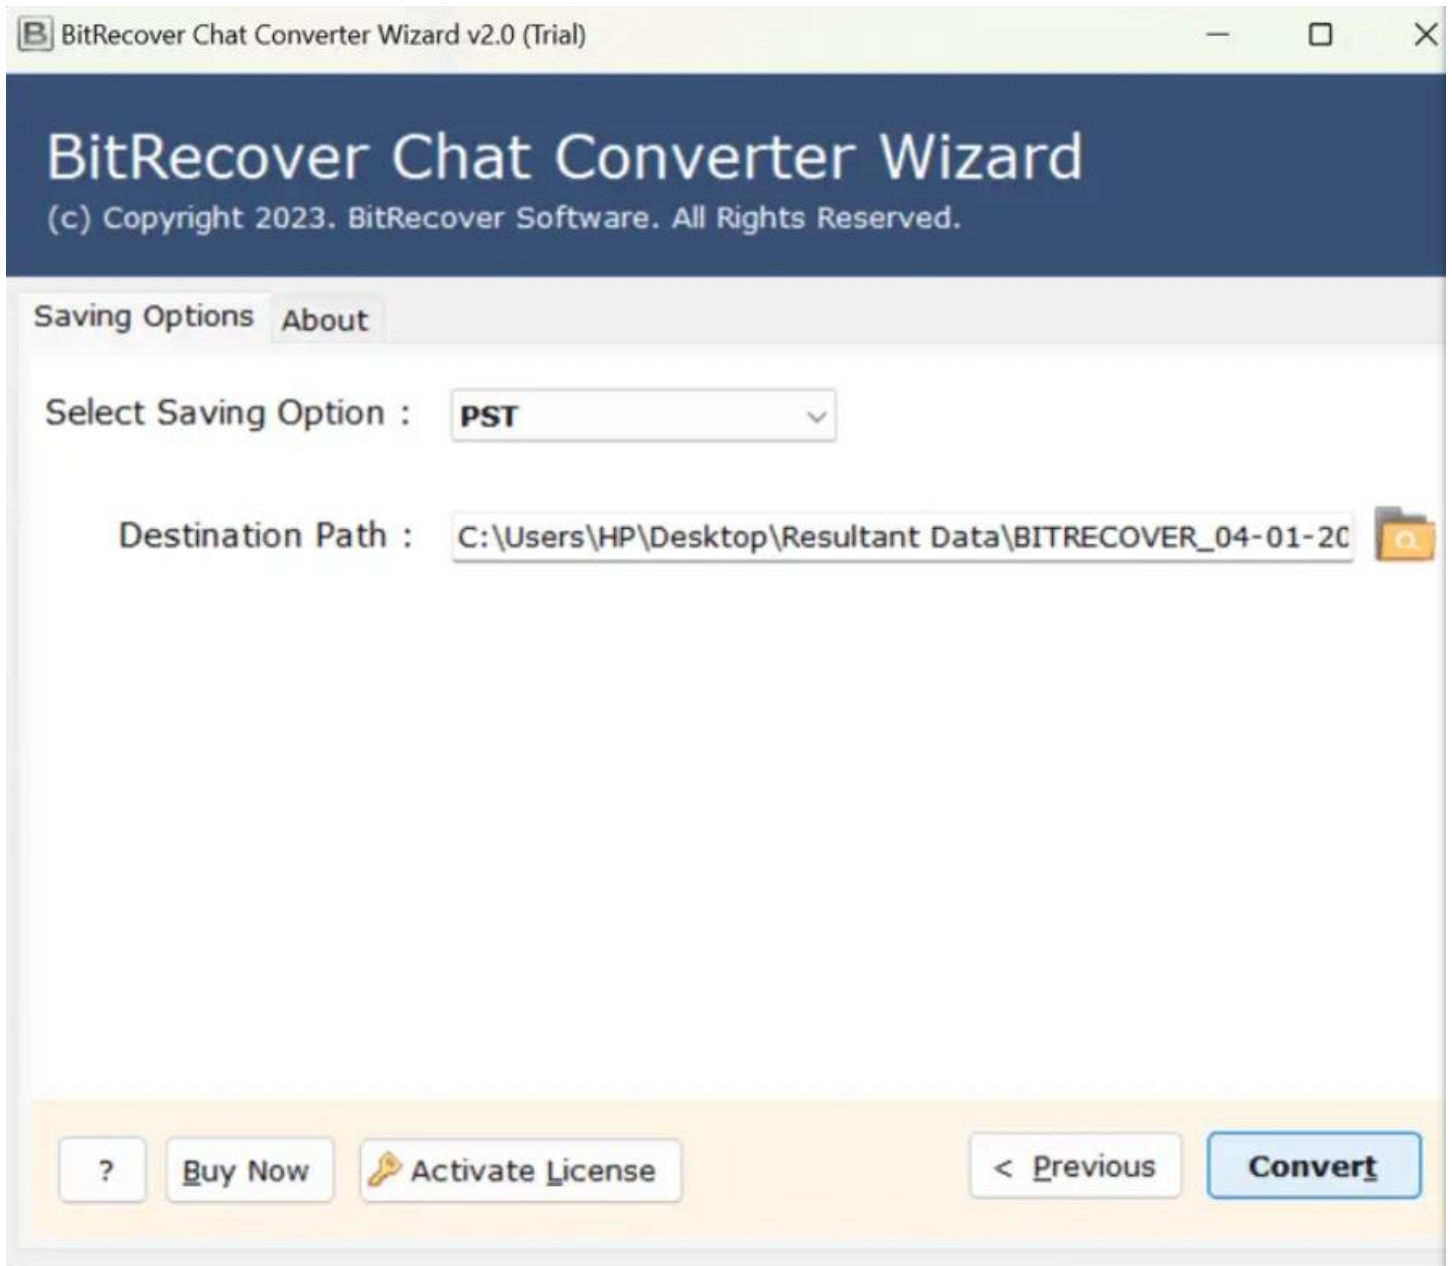 BitRecover Chat Converter Wizard v2.0 (Trial)
BitRecover Chat Converter Wizard
(c) Copyright 2023. BitRecover Software. All Rights Reserved.
Saving Options About
Select Saving Option : PST
Destination Path : C:\Users\HP\Desktop\Resultant Data\BITRECOVER_04-01-20
? Buy Now Activate License < Previous Convert